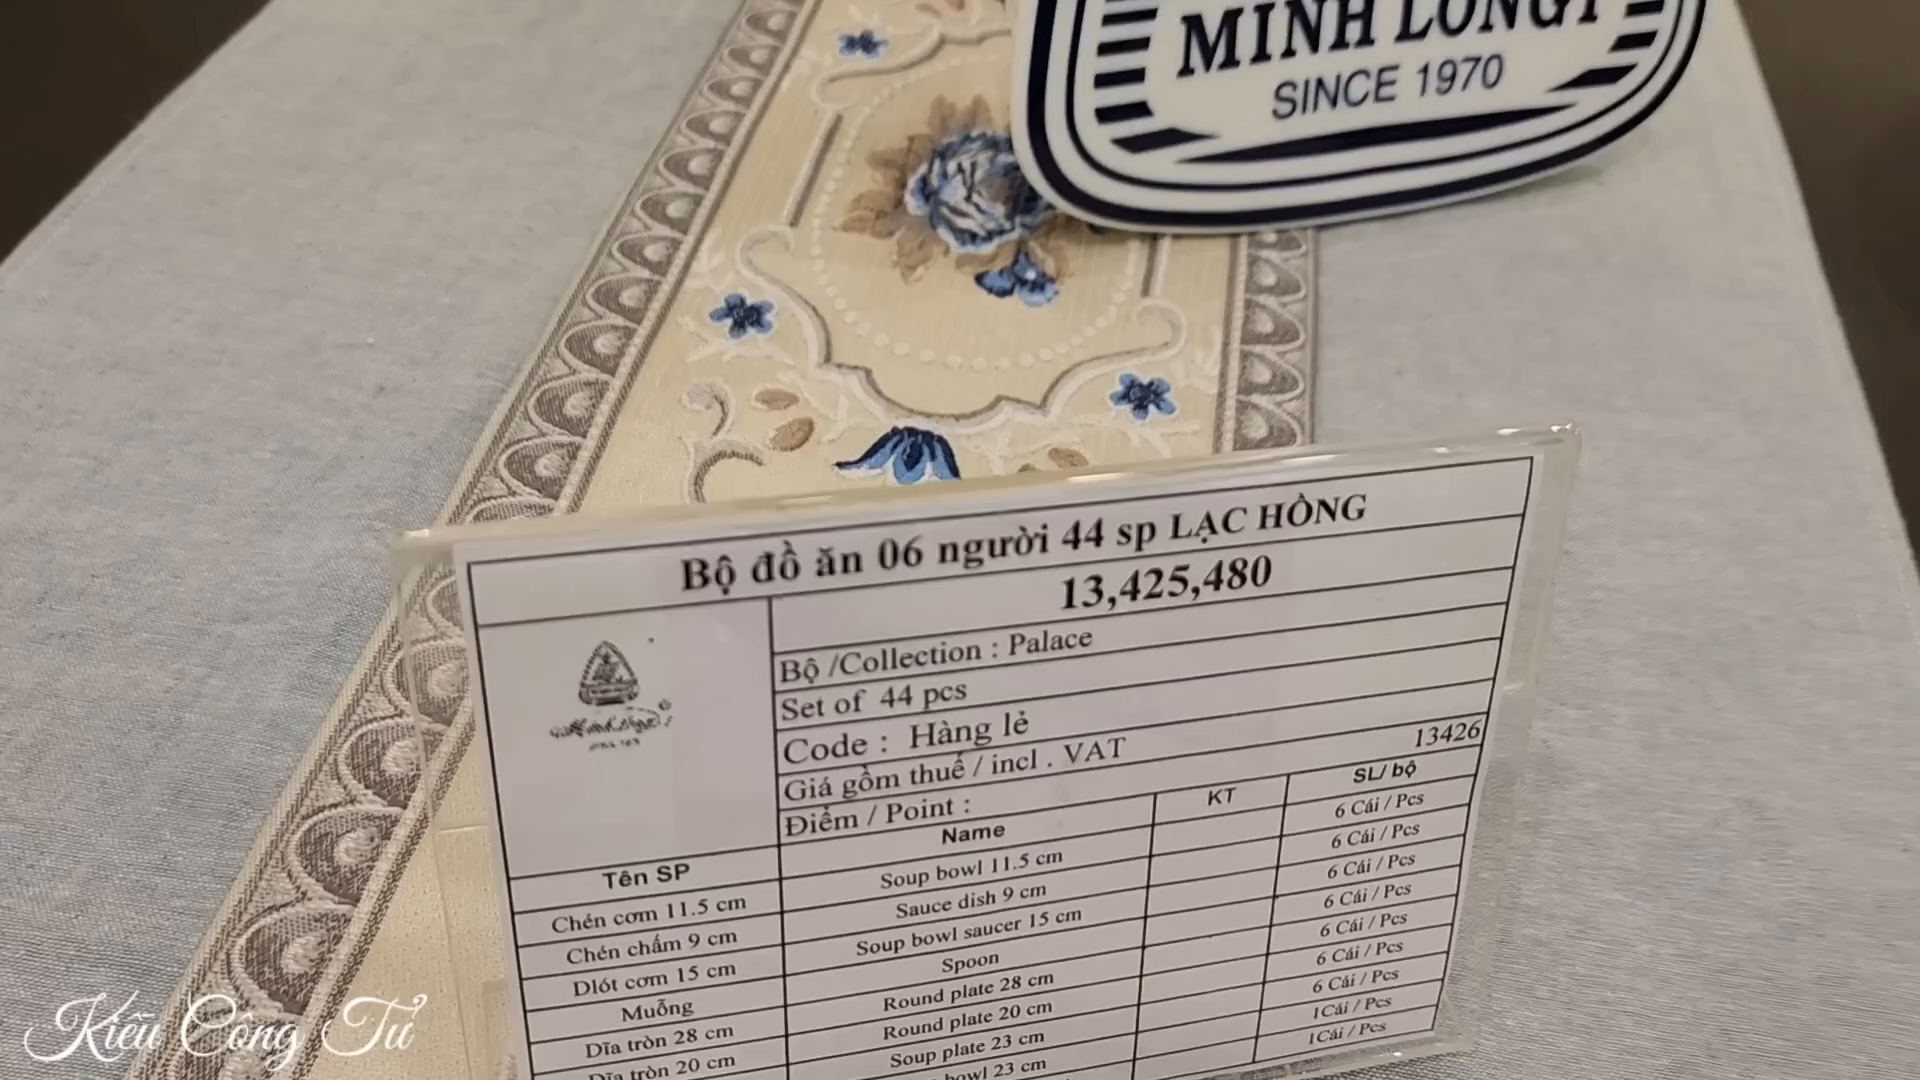 MINH LONG I
SINCE 1970
Bộ đồ ăn 06 người 44 sp LẠC HỒNG
13,425,480
Bộ /Collection : Palace
Set of 44 pcs
Code : Hàng lẻ
Giá gồm thuế / incl . VAT
Điểm / Point : 13426
Tên SP Name KT SL/ bộ
Chén cơm 11.5 cm Soup bowl 11.5 cm 6 Cái / Pcs
Chén chấm 9 cm Sauce dish 9 cm 6 Cái / Pcs
Dlót cơm 15 cm Soup bowl saucer 15 cm 6 Cái / Pcs
Muỗng Spoon 6 Cái / Pcs
Dĩa tròn 28 cm Round plate 28 cm 6 Cái / Pcs
Dĩa tròn 20 cm Round plate 20 cm 6 Cái / Pcs
Soup plate 23 cm 6 Cái / Pcs
bowl 23 cm 1Cái / Pcs
1Cái / Pcs
Kiều Công Tử